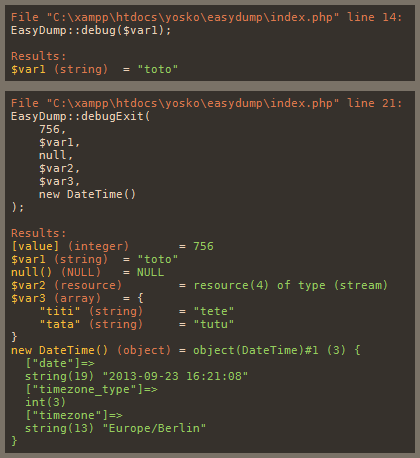 File "C:\xampp\htdocs\yosko\easydump\index.php" line 14:
EasyDump::debug($var1);
Results:
$var1 (string)  = "toto"
File "C:\xampp\htdocs\yosko\easydump\index.php" line 21:
EasyDump::debugExit(
    756,
    $var1,
    null,
    $var2,
    $var3,
    new DateTime()
);
Results:
[value] (integer)       = 756
$var1 (string)  = "toto"
null() (NULL)   = NULL
$var2 (resource)        = resource(4) of type (stream)
$var3 (array)   = {
    "titi" (string)     = "tete"
    "tata" (string)     = "tutu"
}
new DateTime() (object) = object(DateTime)#1 (3) {
  ["date"]=>
  string(19) "2013-09-23 16:21:08"
  ["timezone_type"]=>
  int(3)
  ["timezone"]=>
  string(13) "Europe/Berlin"
}